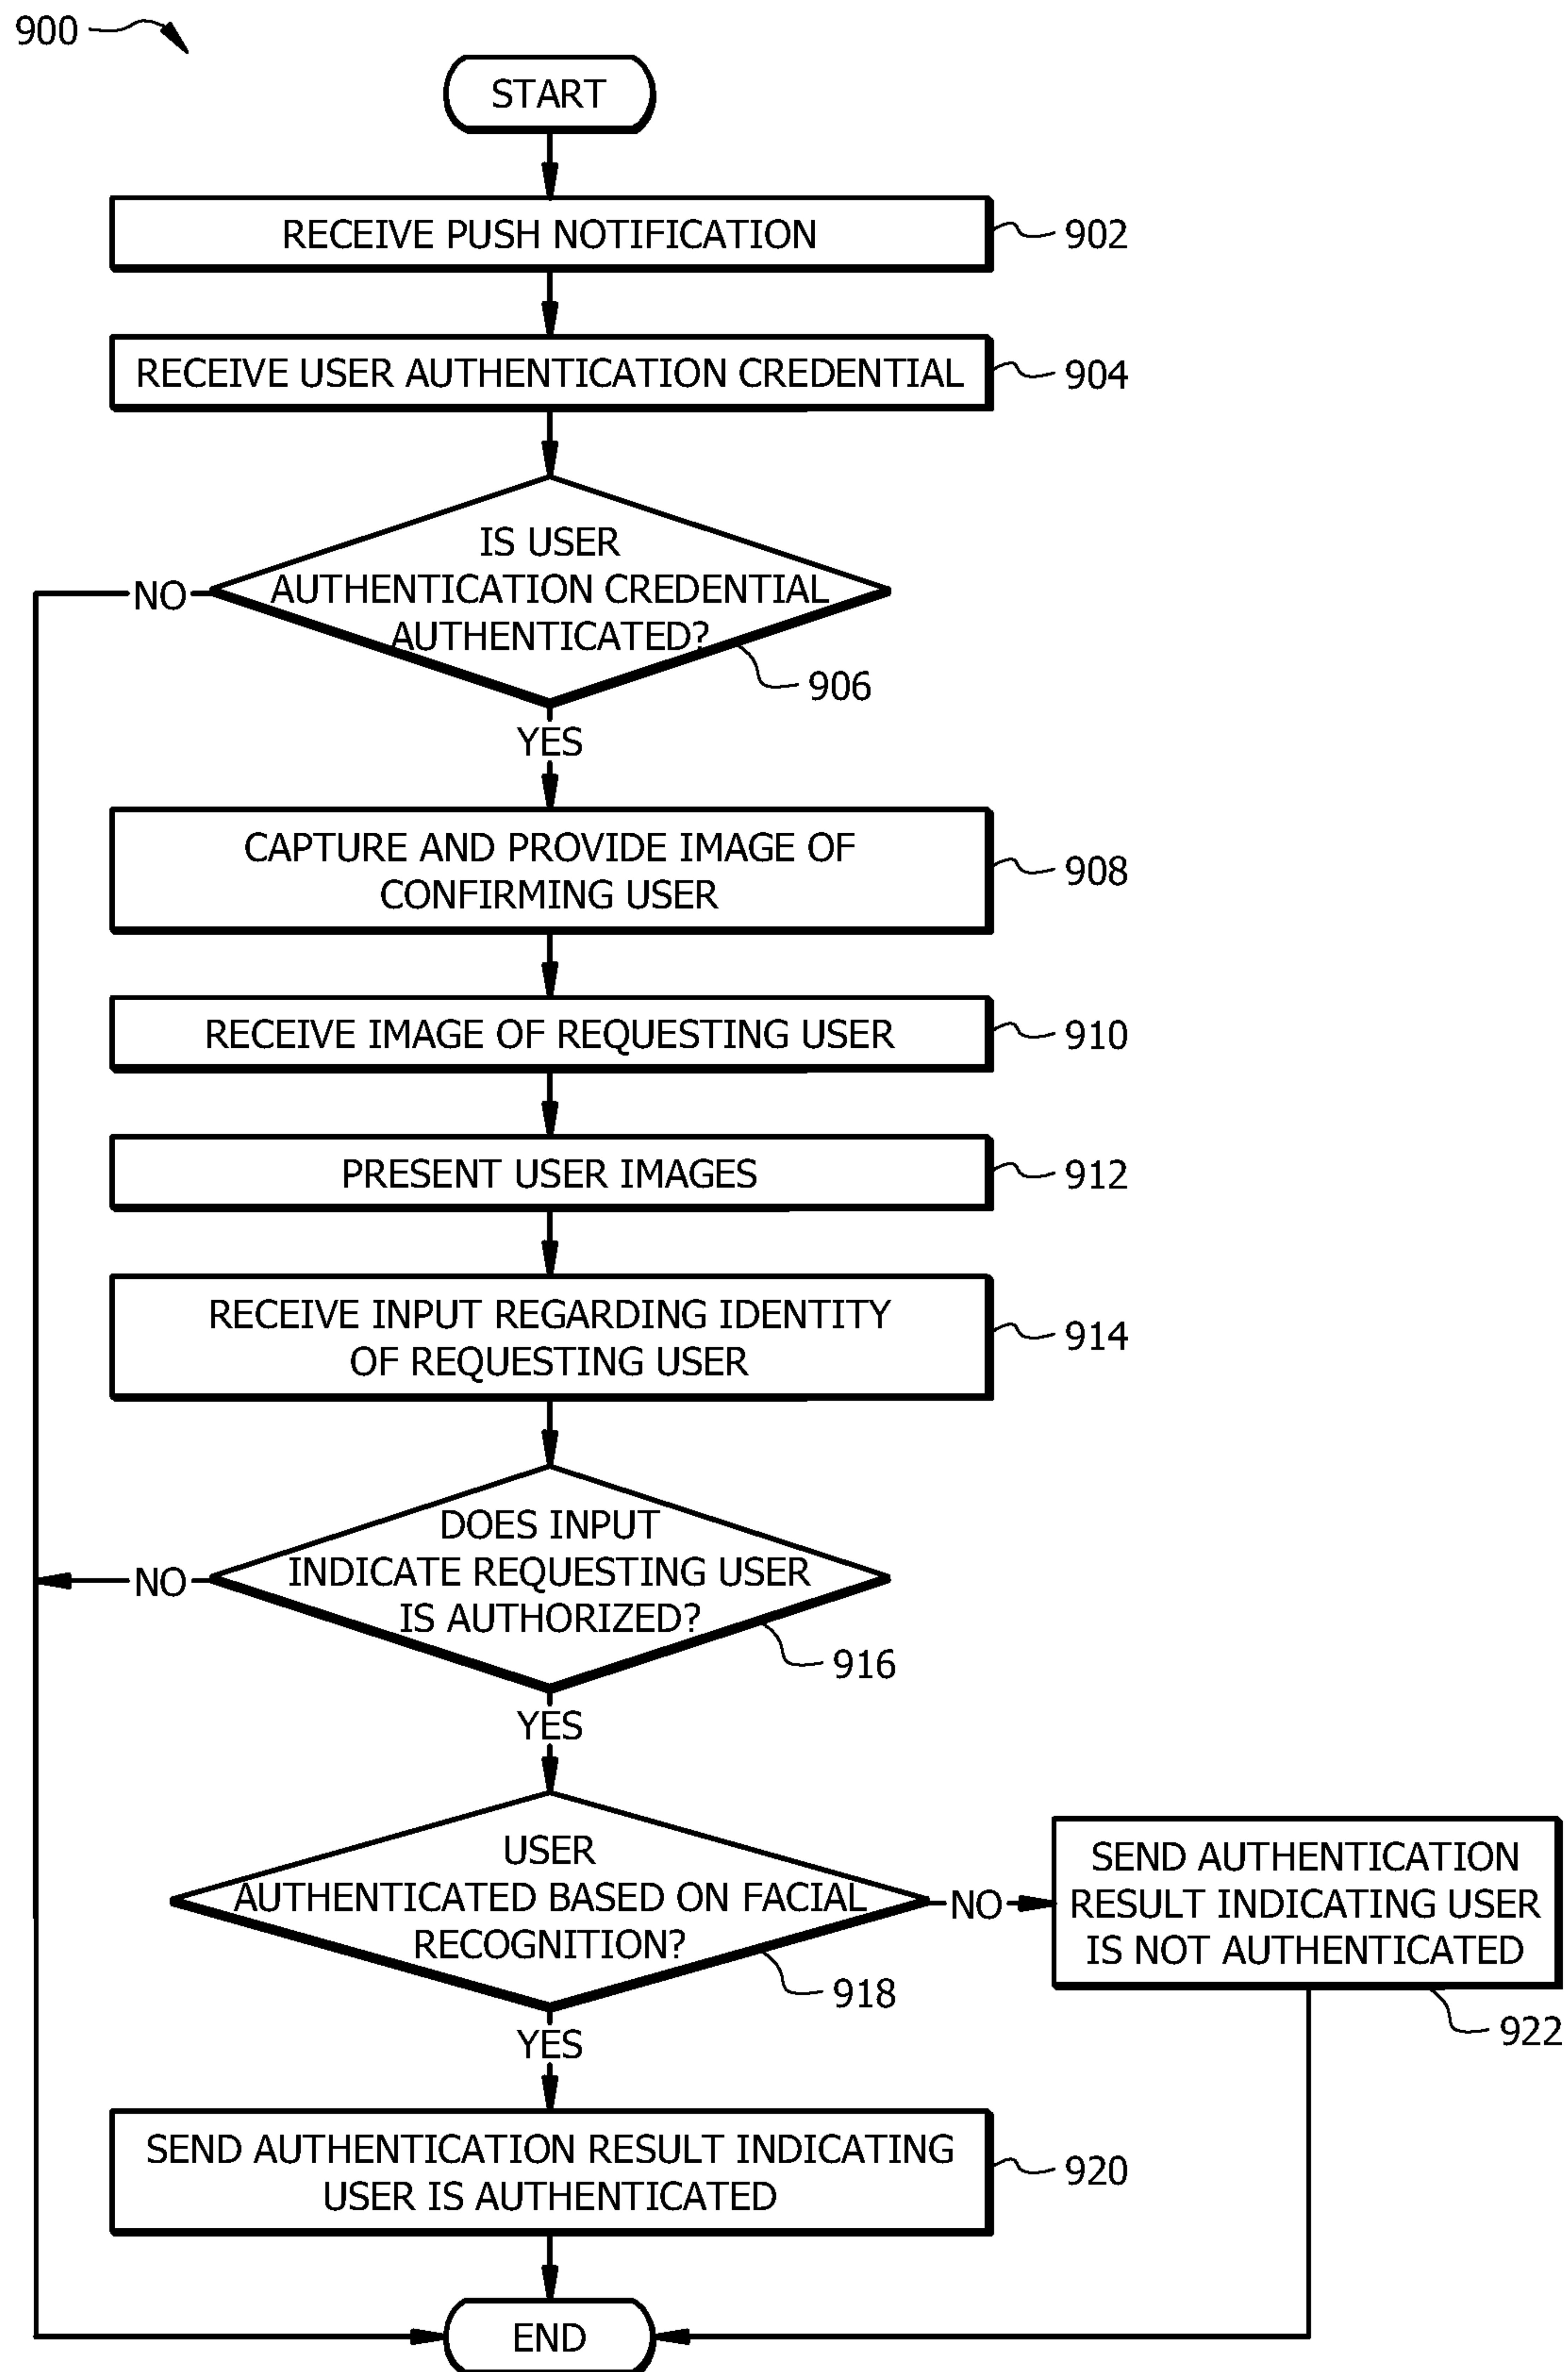 900
START
RECEIVE PUSH NOTIFICATION
902
RECEIVE USER AUTHENTICATION CREDENTIAL
904
IS USER
AUTHENTICATION CREDENTIAL
AUTHENTICATED?
NO
906
YES
CAPTURE AND PROVIDE IMAGE OF
CONFIRMING USER
908
RECEIVE IMAGE OF REQUESTING USER
910
PRESENT USER IMAGES
912
RECEIVE INPUT REGARDING IDENTITY
OF REQUESTING USER
914
DOES INPUT
INDICATE REQUESTING USER
IS AUTHORIZED?
NO
916
YES
USER
AUTHENTICATED BASED ON FACIAL
RECOGNITION?
NO
918
SEND AUTHENTICATION
RESULT INDICATING USER
IS NOT AUTHENTICATED
922
YES
SEND AUTHENTICATION RESULT INDICATING
USER IS AUTHENTICATED
920
END